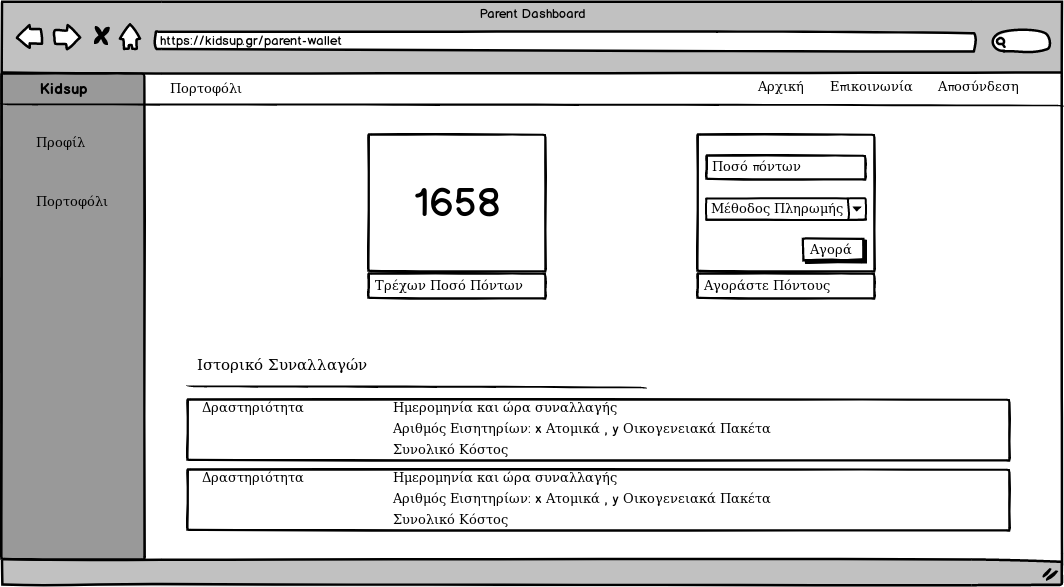 Parent Dashboard
https://kidsup.gr/parent-wallet
Kidsup
Πορτοφόλι
Αρχική
Επικοινωνία
Αποσύνδεση
Προφίλ
Πορτοφόλι
1658
Τρέχων Ποσό Πόντων
Ποσό πόντων
Μέθοδος Πληρωμής
Αγορά
Αγοράστε Πόντους
Ιστορικό Συναλλαγών
Δραστηριότητα
Ημερομηνία και ώρα συναλλαγής
Αριθμός Εισητηρίων: x Ατομικά , y Οικογενειακά Πακέτα
Συνολικό Κόστος
Δραστηριότητα
Ημερομηνία και ώρα συναλλαγής
Αριθμός Εισητηρίων: x Ατομικά , y Οικογενειακά Πακέτα
Συνολικό Κόστος